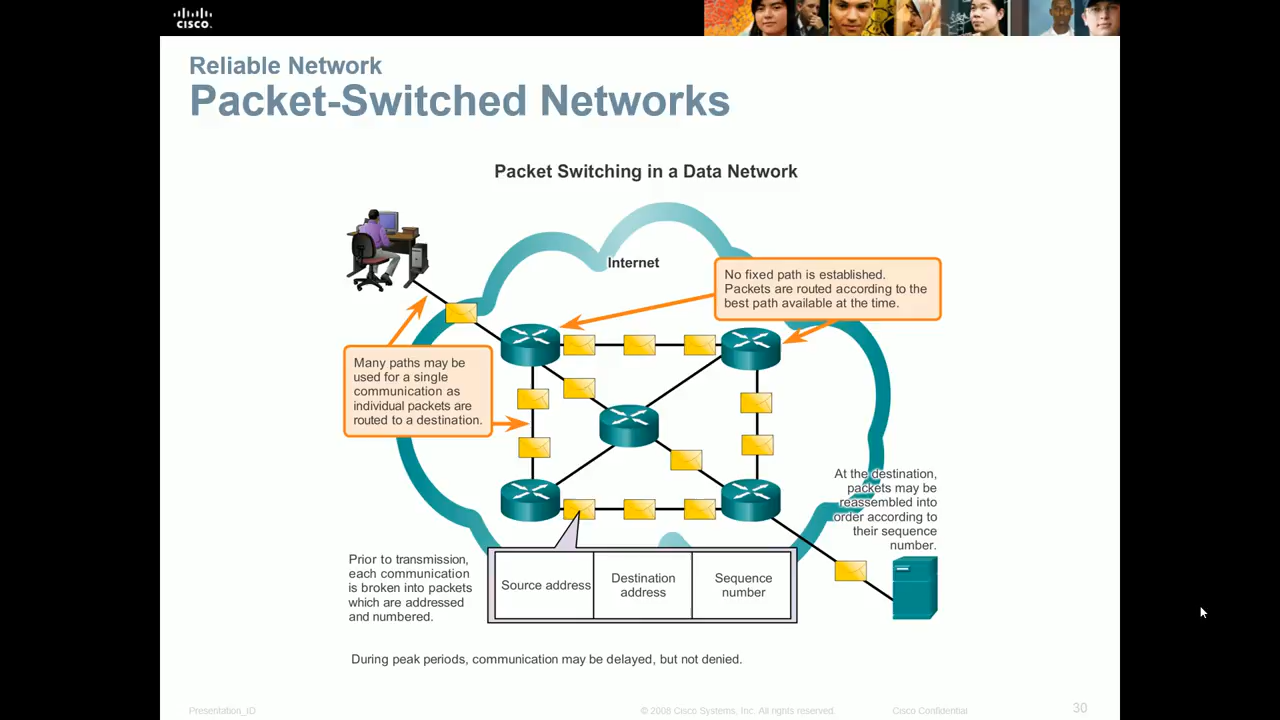 CISCO.
Reliable Network
Packet-Switched Networks
Packet Switching in a Data Network
Internet
No fixed path is established.
Packets are routed according to the
best path available at the time.
Many paths may be
used for a single
communication as
individual packets are
routed to a destination.
At the destination,
packets may be
reassembled into
order according to
their sequence
number.
Prior to transmission,
each communication
is broken into packets
which are addressed
and numbered.
Source address
Destination
address
Sequence
number
During peak periods, communication may be delayed, but not denied.
Presentation_ID
© 2008 Cisco Systems, Inc. All rights reserved.
Cisco Confidential
30